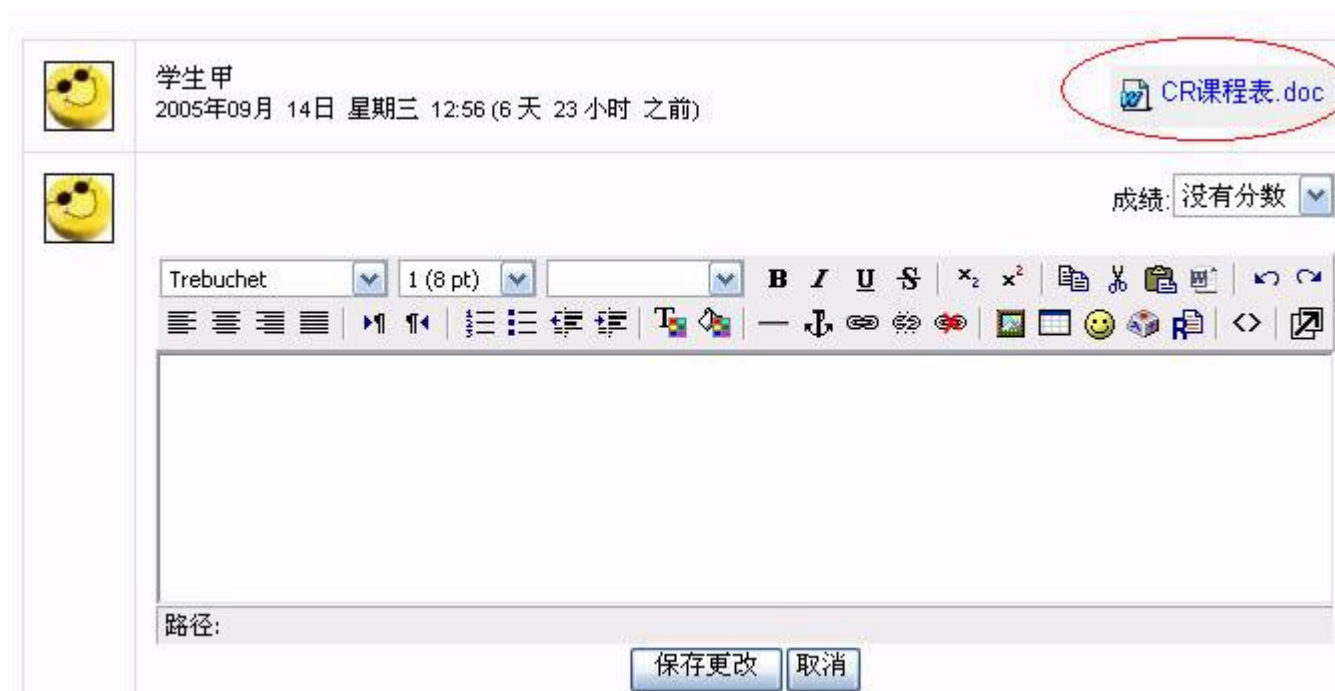 学生甲
2005年09月 14日 星期三 12:56 (6 天 23 小时 之前)
CR课程表.doc
成绩: 没有分数
Trebuchet 1 (8 pt) B I U S x₂ x²
路径:
保存更改 取消